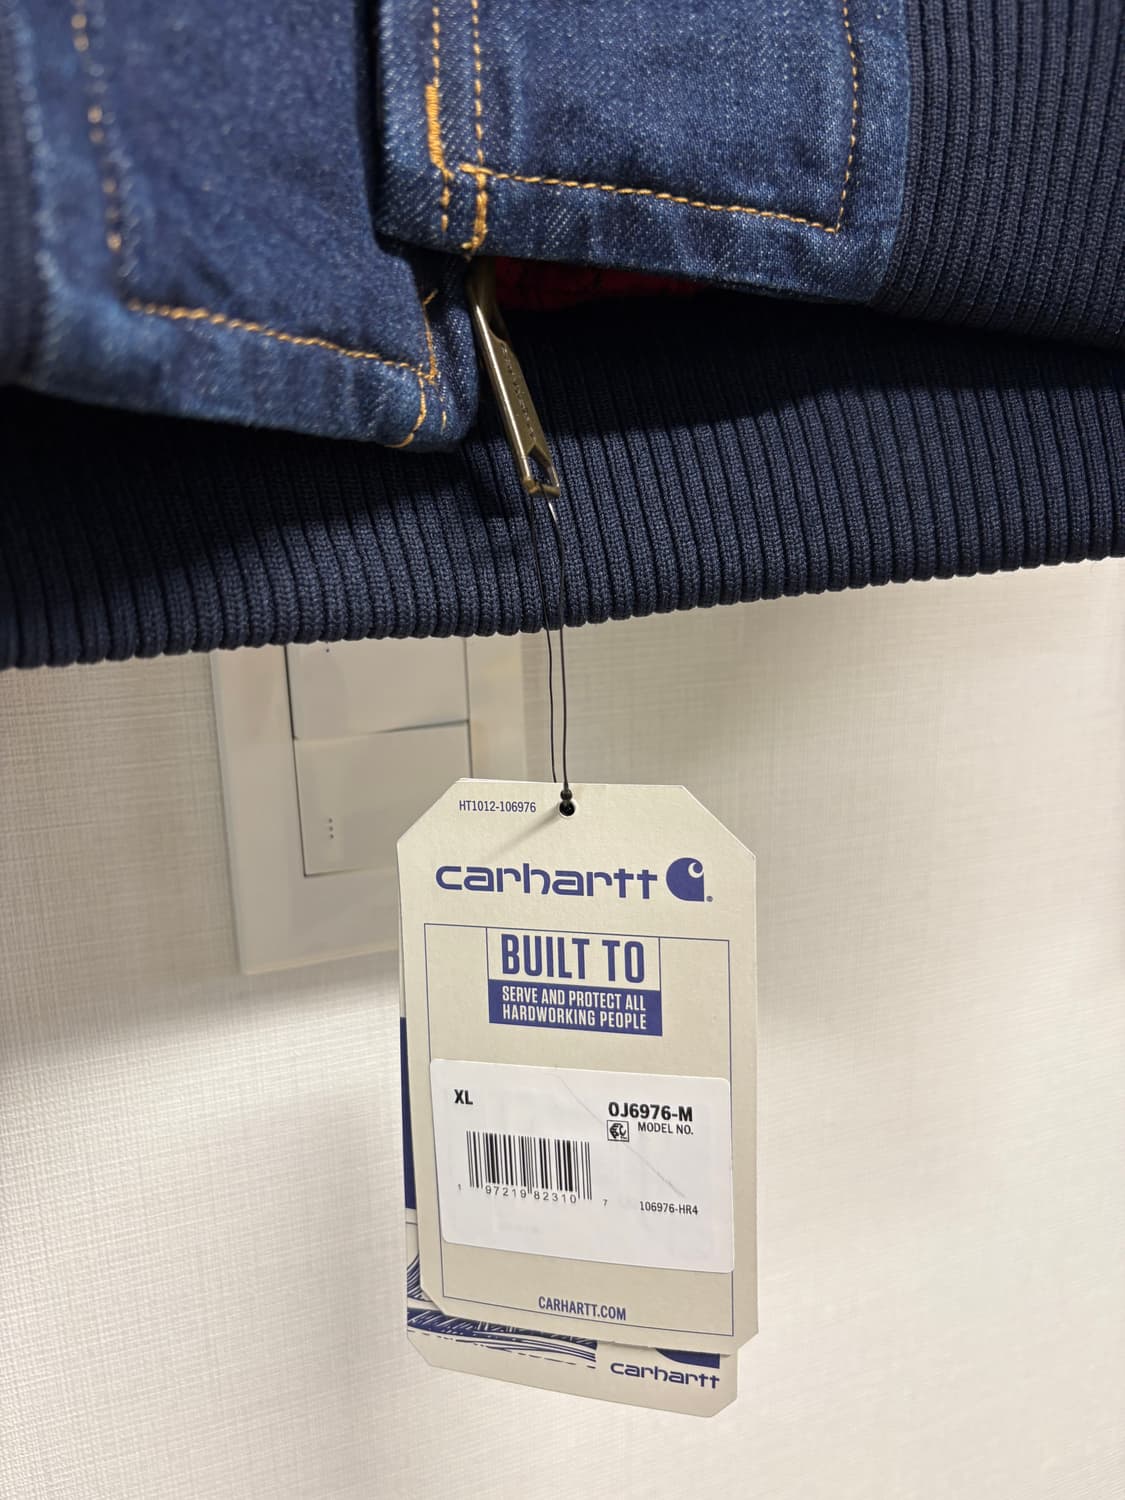 HT1012-106976
carhartt
BUILT TO
SERVE AND PROTECT ALL
HARDWORKING PEOPLE
XL
OJ6976-M
MODEL NO.
1 97219 82310 7
106976-HR4
CARHARTT.COM
carhartt